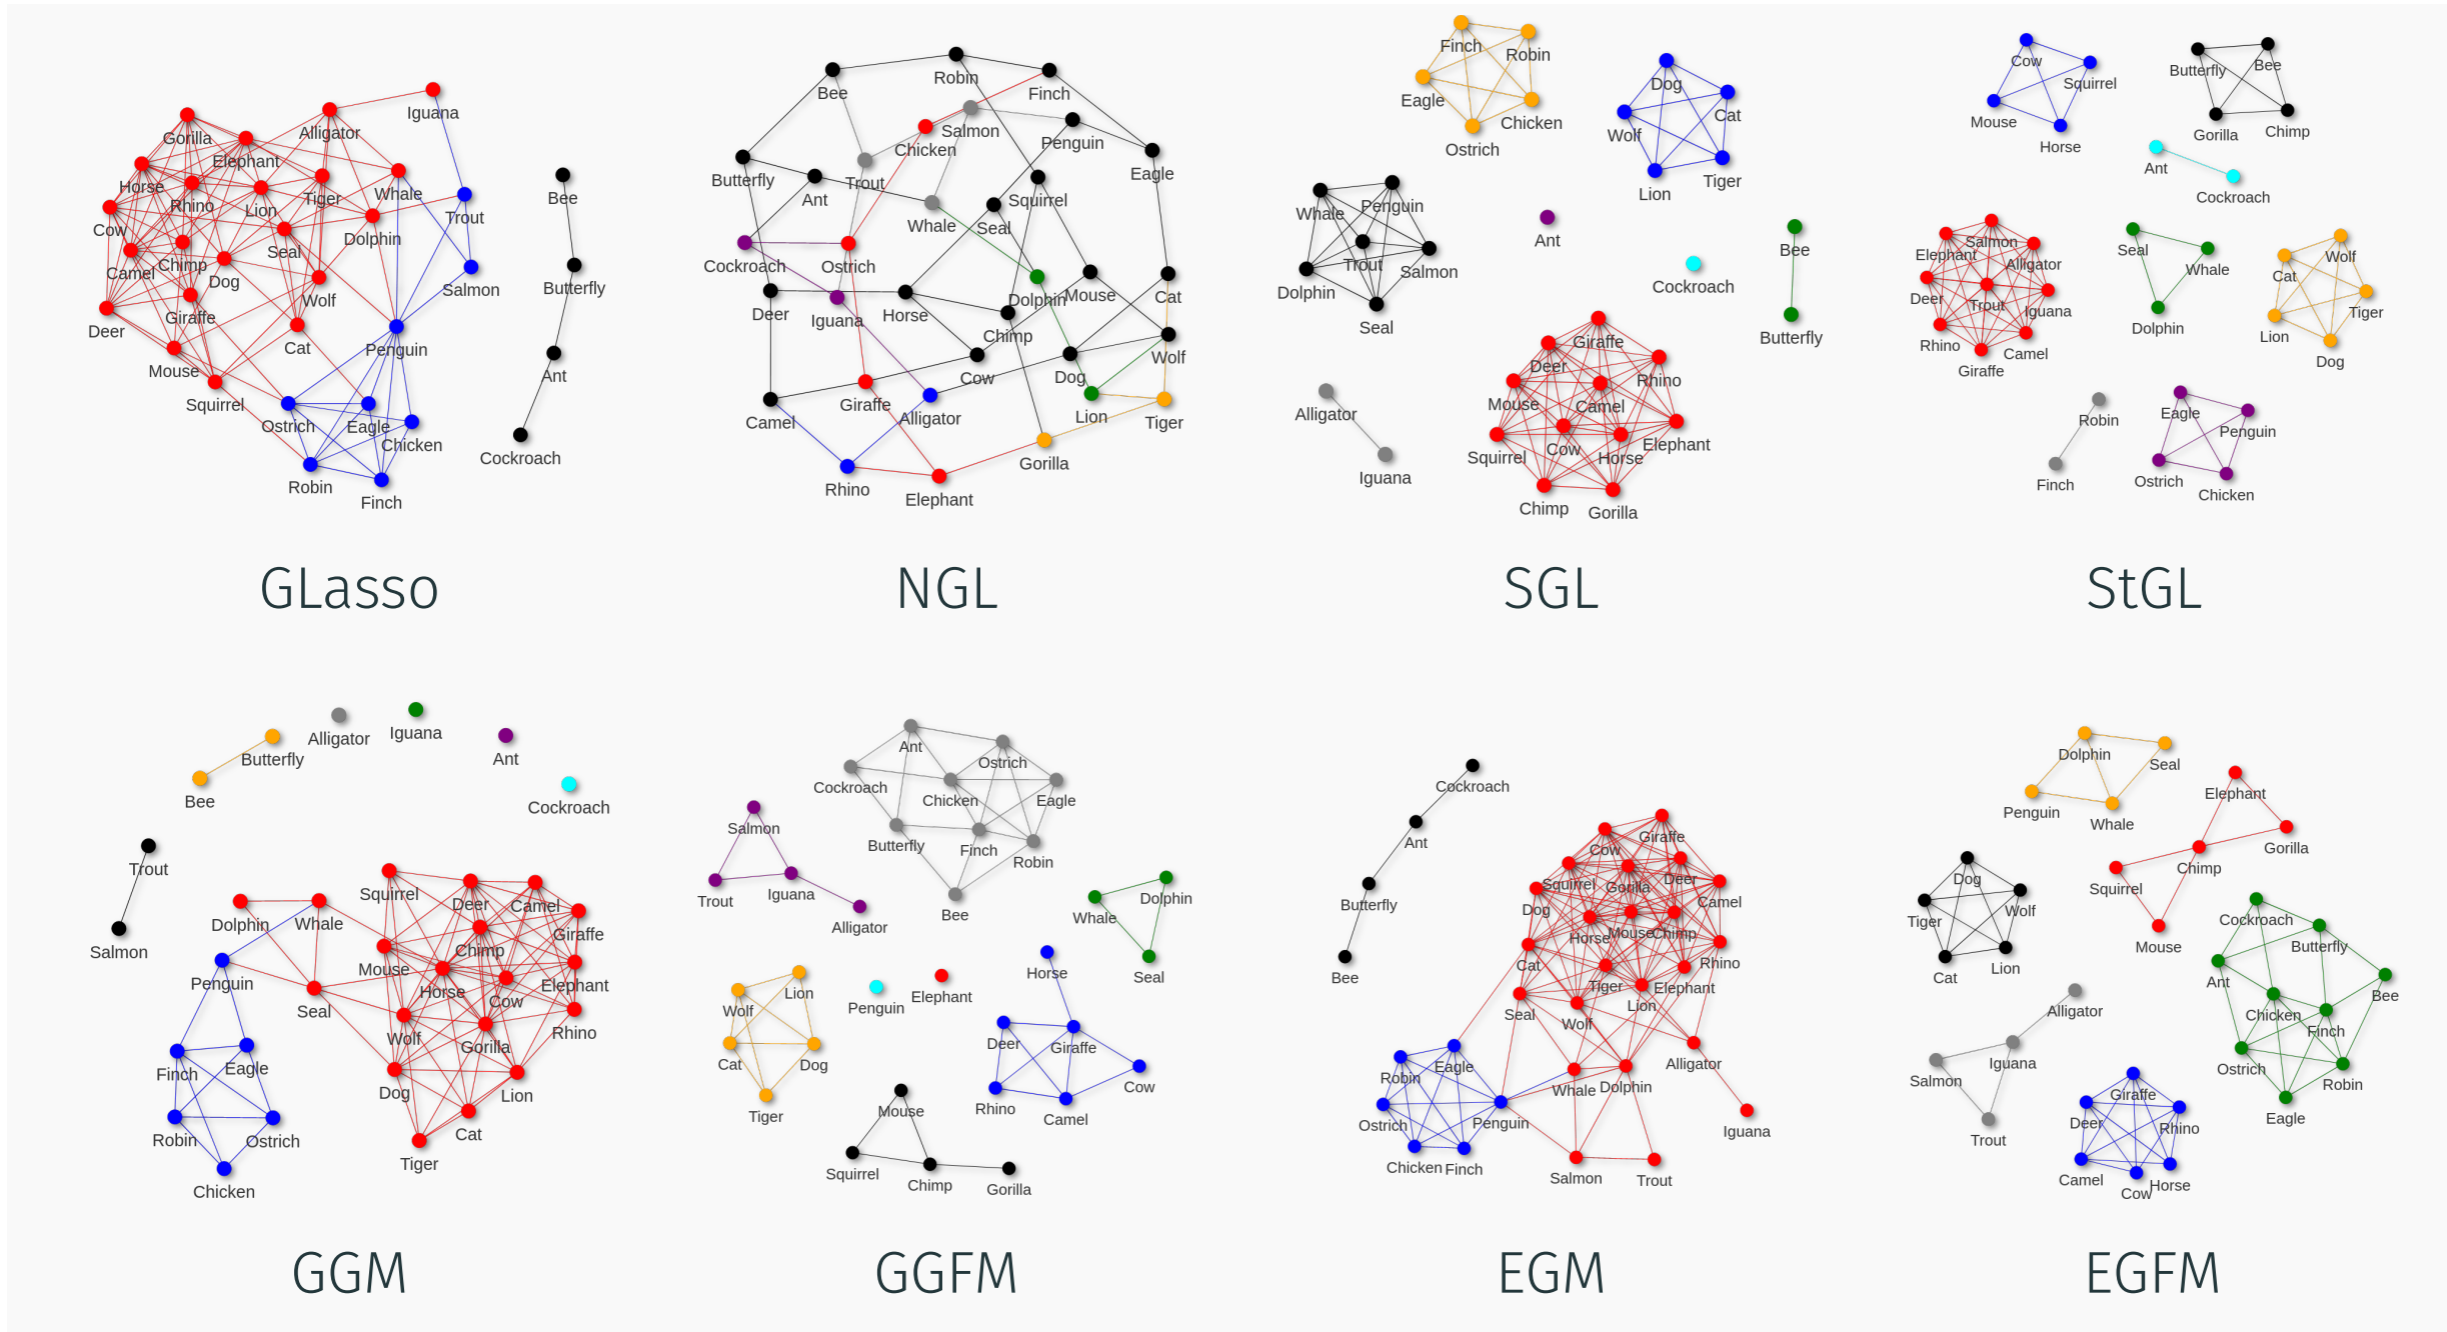 Gorilla
Elephant
Alligator
Iguana
Horse
Rhino
Lion
Tiger
Whale
Trout
Bee
Cow
Dolphin
Seal
Camel
Chimp
Dog
Salmon
Butterfly
Deer
Giraffe
Wolf
Cat
Penguin
Mouse
Ant
Squirrel
Ostrich
Eagle
Chicken
Cockroach
Robin
Finch
GLasso
Robin
Bee
Finch
Salmon
Chicken
Penguin
Eagle
Butterfly
Trout
Ant
Squirrel
Whale
Seal
Cockroach
Ostrich
Dolphin
Mouse
Cat
Deer
Iguana
Horse
Chimp
Wolf
Cow
Dog
Giraffe
Alligator
Lion
Camel
Tiger
Gorilla
Rhino
Elephant
NGL
Finch
Robin
Eagle
Chicken
Ostrich
Dog
Cat
Wolf
Lion
Tiger
Whale
Penguin
Trout
Salmon
Dolphin
Seal
Ant
Cockroach
Bee
Butterfly
Alligator
Iguana
Giraffe
Deer
Rhino
Mouse
Camel
Squirrel
Cow
Horse
Elephant
Chimp
Gorilla
SGL
Cow
Squirrel
Mouse
Horse
Butterfly
Bee
Gorilla
Chimp
Ant
Cockroach
Salmon
Elephant
Alligator
Deer
Trout
Iguana
Rhino
Camel
Giraffe
Seal
Whale
Dolphin
Wolf
Cat
Tiger
Lion
Dog
Robin
Finch
Eagle
Penguin
Ostrich
Chicken
StGL
Butterfly
Bee
Alligator
Iguana
Ant
Cockroach
Trout
Salmon
Dolphin
Whale
Penguin
Seal
Squirrel
Deer
Camel
Giraffe
Chimp
Mouse
Horse
Cow
Elephant
Rhino
Wolf
Gorilla
Dog
Lion
Cat
Tiger
Finch
Eagle
Robin
Ostrich
Chicken
GGM
Ant
Ostrich
Cockroach
Chicken
Eagle
Butterfly
Finch
Robin
Bee
Salmon
Trout
Iguana
Alligator
Dolphin
Whale
Seal
Lion
Wolf
Cat
Dog
Tiger
Penguin
Elephant
Horse
Deer
Giraffe
Cow
Rhino
Camel
Mouse
Squirrel
Chimp
Gorilla
GGFM
Cockroach
Ant
Butterfly
Bee
Giraffe
Cow
Squirrel
Gorilla
Deer
Dog
Camel
Horse
Mouse
Chimp
Cat
Rhino
Tiger
Elephant
Seal
Wolf
Lion
Alligator
Iguana
Robin
Eagle
Whale
Dolphin
Ostrich
Penguin
Chicken
Finch
Salmon
Trout
EGM
Dolphin
Seal
Penguin
Whale
Elephant
Gorilla
Chimp
Squirrel
Mouse
Dog
Tiger
Wolf
Cat
Lion
Cockroach
Butterfly
Ant
Bee
Chicken
Finch
Ostrich
Robin
Eagle
Alligator
Iguana
Salmon
Trout
Giraffe
Deer
Rhino
Camel
Cow
Horse
EGFM